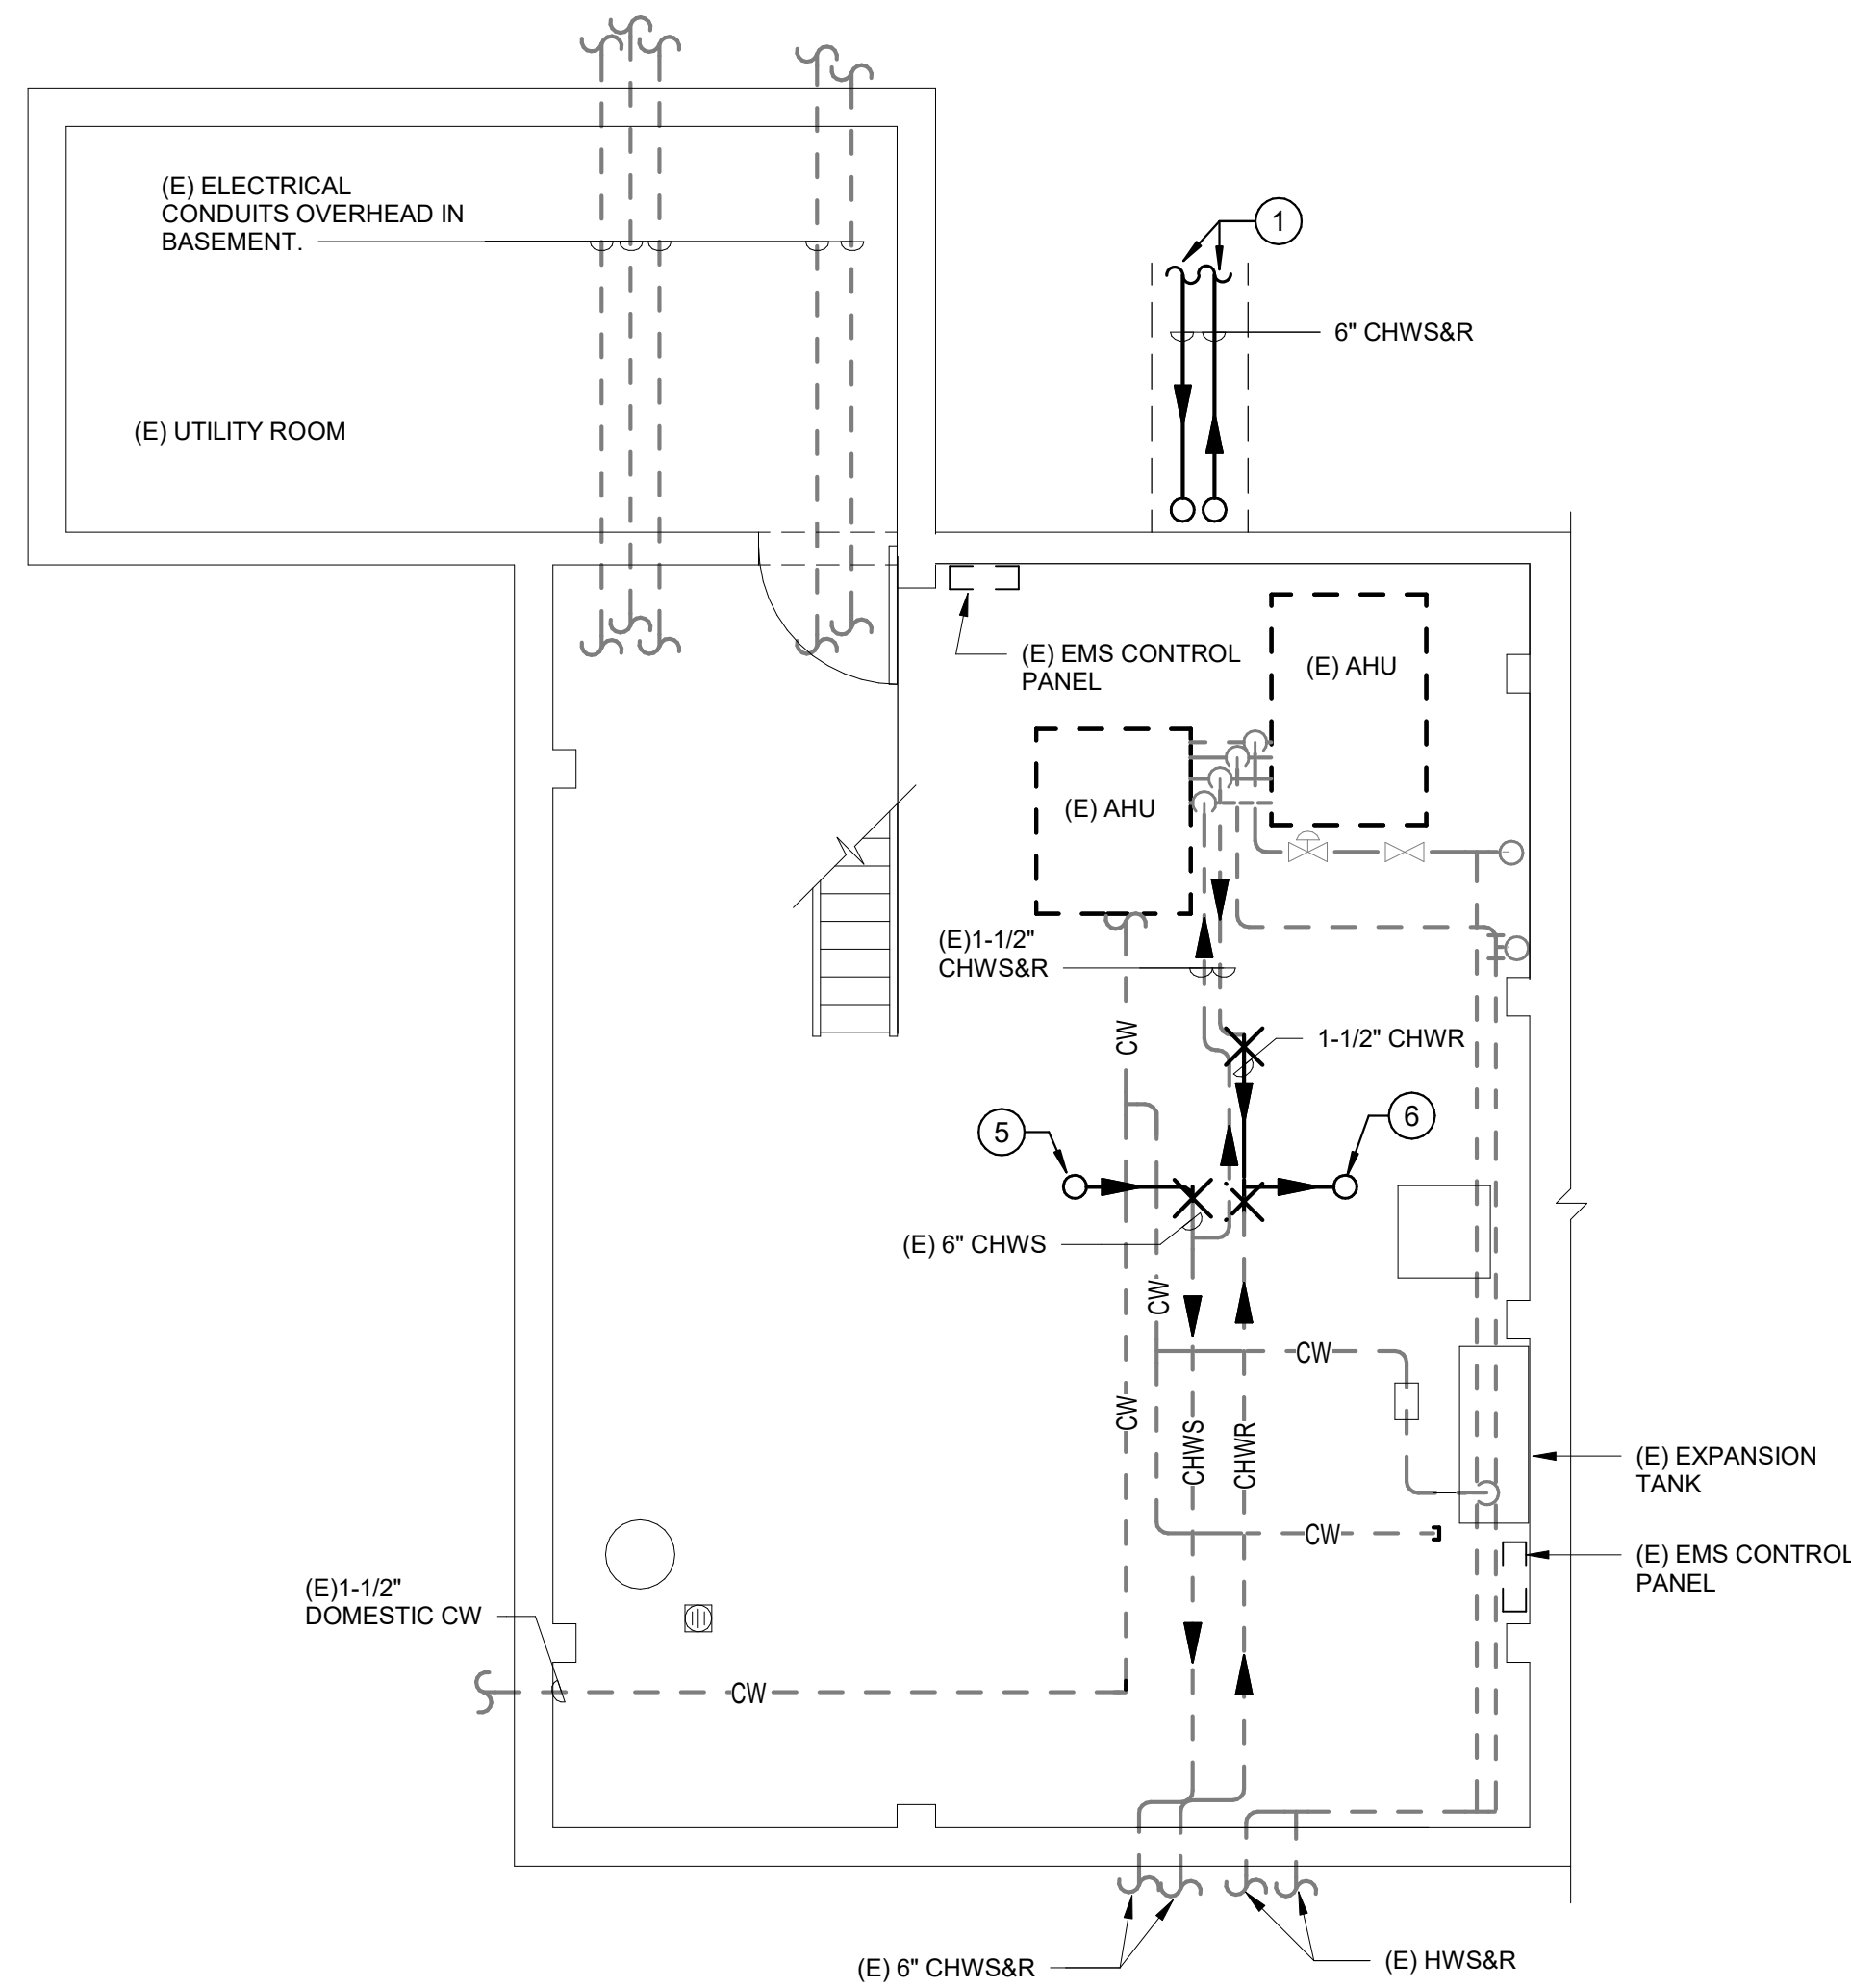 (E) ELECTRICAL
CONDUITS OVERHEAD IN
BASEMENT.
1
6" CHWS&R
(E) UTILITY ROOM
(E) EMS CONTROL
PANEL
(E) AHU
(E) AHU
(E)1-1/2"
CHWS&R
CW
1-1/2" CHWR
5
6
(E) 6" CHWS
CW
CW
CW
CHWS
CHWR
(E) EXPANSION
TANK
CW
(E) EMS CONTROL
PANEL
(E)1-1/2"
DOMESTIC CW
CW
(E) 6" CHWS&R
(E) HWS&R